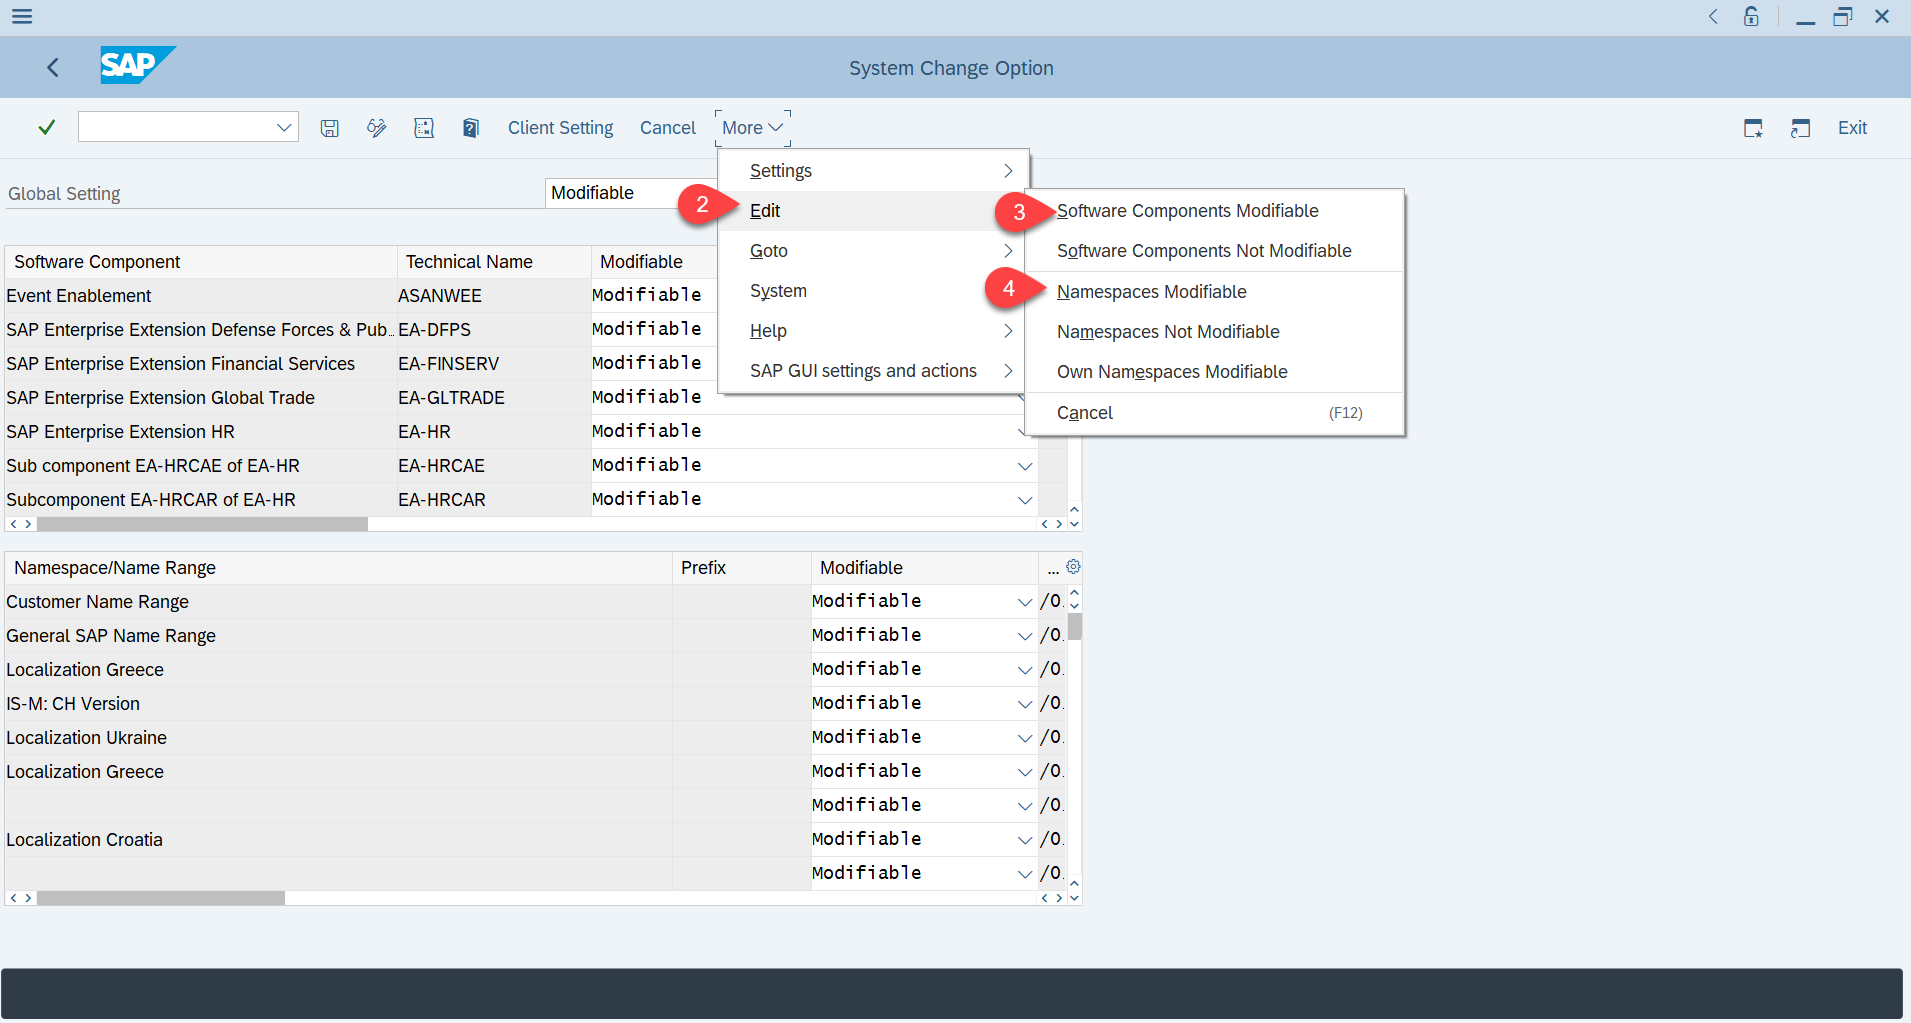 SAP
System Change Option
Client Setting Cancel More Exit
Global Setting Modifiable
2
3
4
Settings
Edit
Goto
System
Help
SAP GUI settings and actions
Software Components Modifiable
Software Components Not Modifiable
Namespaces Modifiable
Namespaces Not Modifiable
Own Namespaces Modifiable
Cancel (F12)
Software Component Technical Name Modifiable
Event Enablement ASANWEE Modifiable
SAP Enterprise Extension Defense Forces & Pub... EA-DFPS Modifiable
SAP Enterprise Extension Financial Services EA-FINSERV Modifiable
SAP Enterprise Extension Global Trade EA-GLTRADE Modifiable
SAP Enterprise Extension HR EA-HR Modifiable
Sub component EA-HRCAE of EA-HR EA-HRCAE Modifiable
Subcomponent EA-HRCAR of EA-HR EA-HRCAR Modifiable
Namespace/Name Range Prefix Modifiable ...
Customer Name Range Modifiable /0.
General SAP Name Range Modifiable /0.
Localization Greece Modifiable /0.
IS-M: CH Version Modifiable /0.
Localization Ukraine Modifiable /0.
Localization Greece Modifiable /0.
Modifiable /0.
Localization Croatia Modifiable /0.
Modifiable /0.